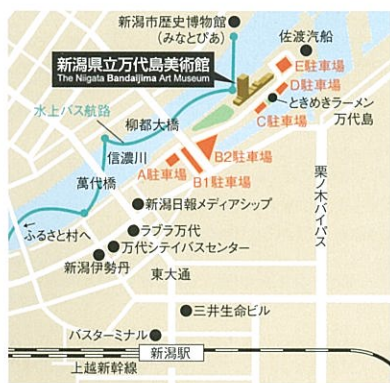 新潟市歴史博物館
(みなとぴあ)
佐渡汽船
新潟県立万代島美術館
The Niigata Bandaijima Art Museum
E駐車場
D駐車場
ときめきラーメン
万代島
C駐車場
水上バス航路
柳都大橋
信濃川
B2駐車場
A駐車場
B1駐車場
萬代橋
栗ノ木バイパス
新潟日報メディアシップ
ラブラ万代
ふるさと村へ
万代シテイバスセンター
新潟伊勢丹
東大通
三井生命ビル
バスターミナル
新潟駅
上越新幹線